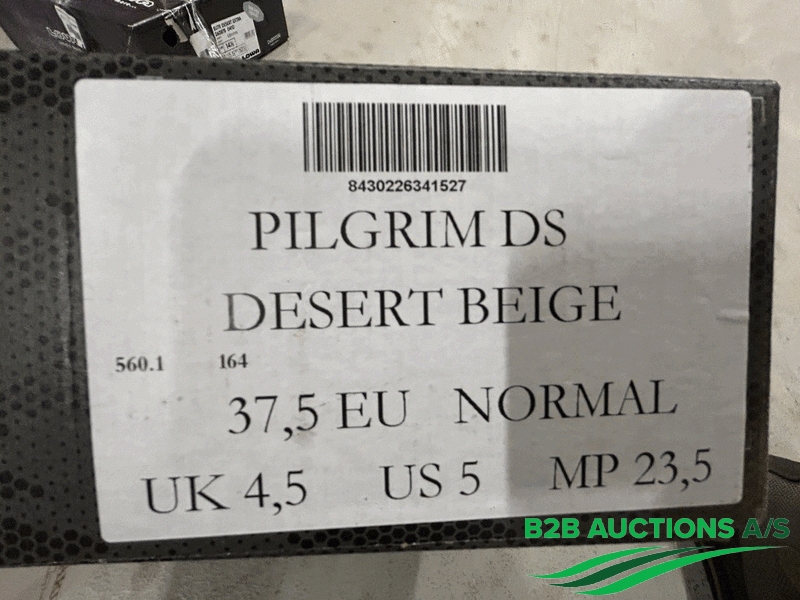 LOWA
8430226341527
PILGRIM DS
DESERT BEIGE
560.1 164
37,5 EU NORMAL
UK 4,5 US 5 MP 23,5
B2B AUCTIONS A/S